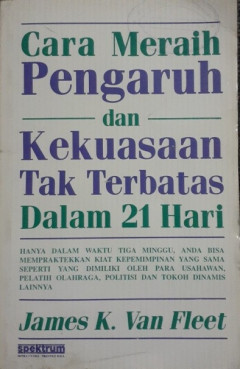 Cara Meraih
Pengaruh
dan
Kekuasaan
Tak Terbatas
Dalam 21 Hari
HANYA DALAM WAKTU TIGA MINGGU, ANDA BISA
MEMPRAKTEKKAN KIAT KEPEMIMPINAN YANG SAMA
SEPERTI YANG DIMILIKI OLEH PARA USAHAWAN,
PELATIH OLAHRAGA, POLITISI DAN TOKOH DINAMIS
LAINNYA
James K. Van Fleet
spektrum